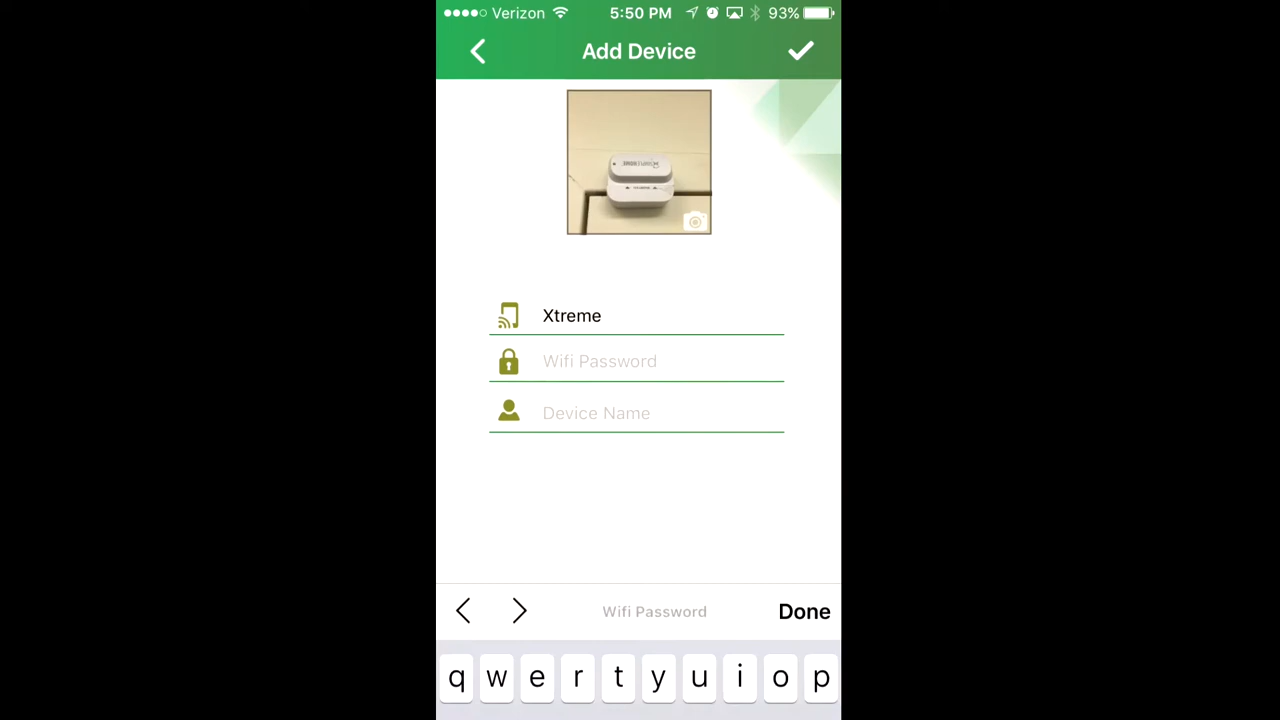 Verizon 5:50 PM 93%
Add Device
Xtreme
Wifi Password
Device Name
Wifi Password Done
q w e r t y u i o p